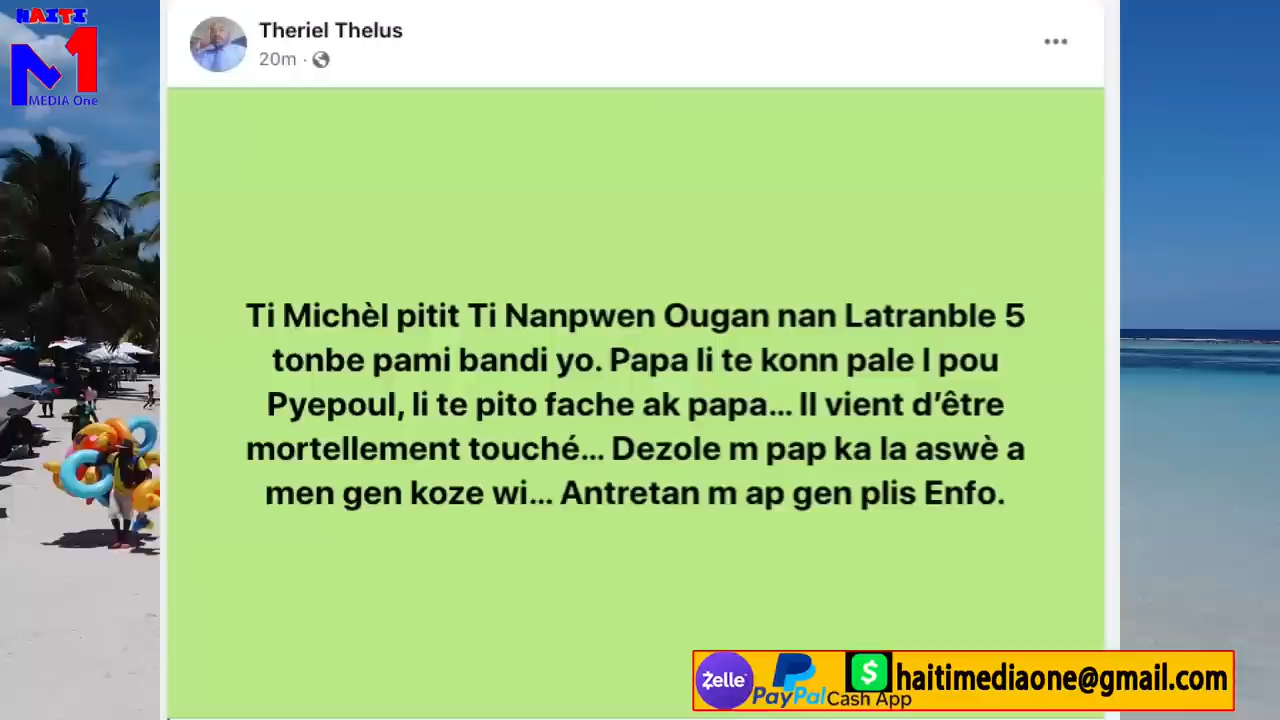 HAITI
M1
MEDIA One
Theriel Thelus
20m ·
Ti Michèl pitit Ti Nanpwen Ougan nan Latranble 5
tonbe pami bandi yo. Papa li te konn pale l pou
Pyepoul, li te pito fache ak papa... Il vient d’être
mortellement touché... Dezole m pap ka la aswè a
men gen koze wi... Antretan m ap gen plis Enfo.
Zelle
PayPal
$
Cash App
haitimediaone@gmail.com